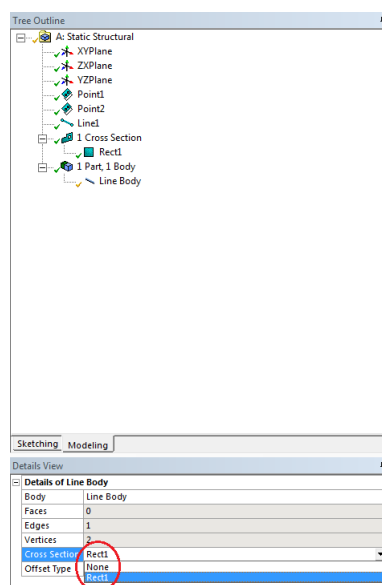 Tree Outline
A: Static Structural
XYPlane
ZXPlane
YZPlane
Point1
Point2
Line1
1 Cross Section
Rect1
1 Part, 1 Body
Line Body
Sketching Modeling
Details View
Details of Line Body
Body Line Body
Faces 0
Edges 1
Vertices 2
Cross Section Rect1
Offset Type None
Rect1